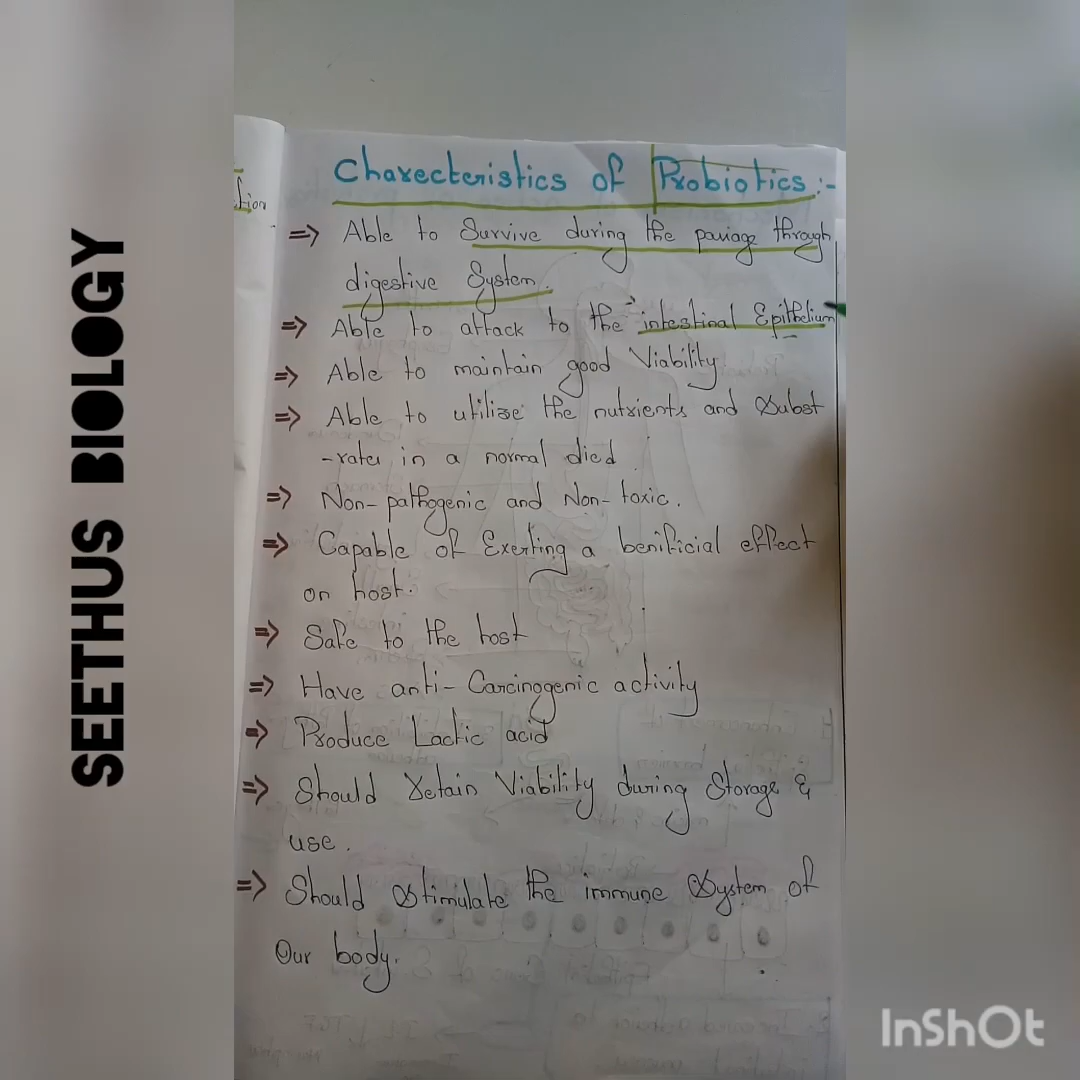 SEETHUS BIOLOGY
tion
Charecteristics of Probiotics :-
=> Able to Survive during the passage through
digestive System.
=> Able to attack to the intestinal Epithelium
=> Able to maintain good Viability
=> Able to utilize the nutrients and Subst
-rates in a normal died.
=> Non-pathogenic and Non-toxic.
=> Capable of Exerting a benificial effect
on host.
=> Safe to the host
=> Have anti-Carcinogenic activity
=> Produce Lactic acid
=> Should retain Viability during Storage &
use.
=> Should Stimulate the immune System of
Our body.
InShOt